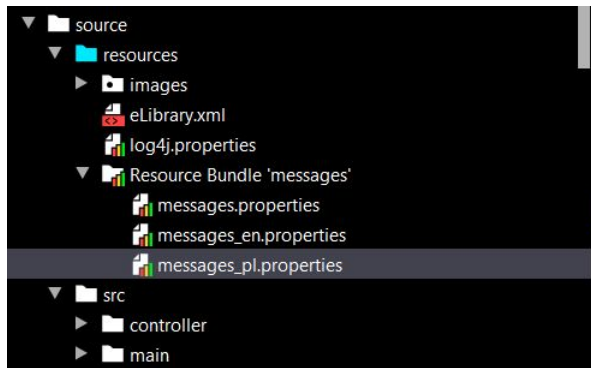 source
resources
images
eLibrary.xml
log4j.properties
Resource Bundle 'messages'
messages.properties
messages_en.properties
messages_pl.properties
src
controller
main